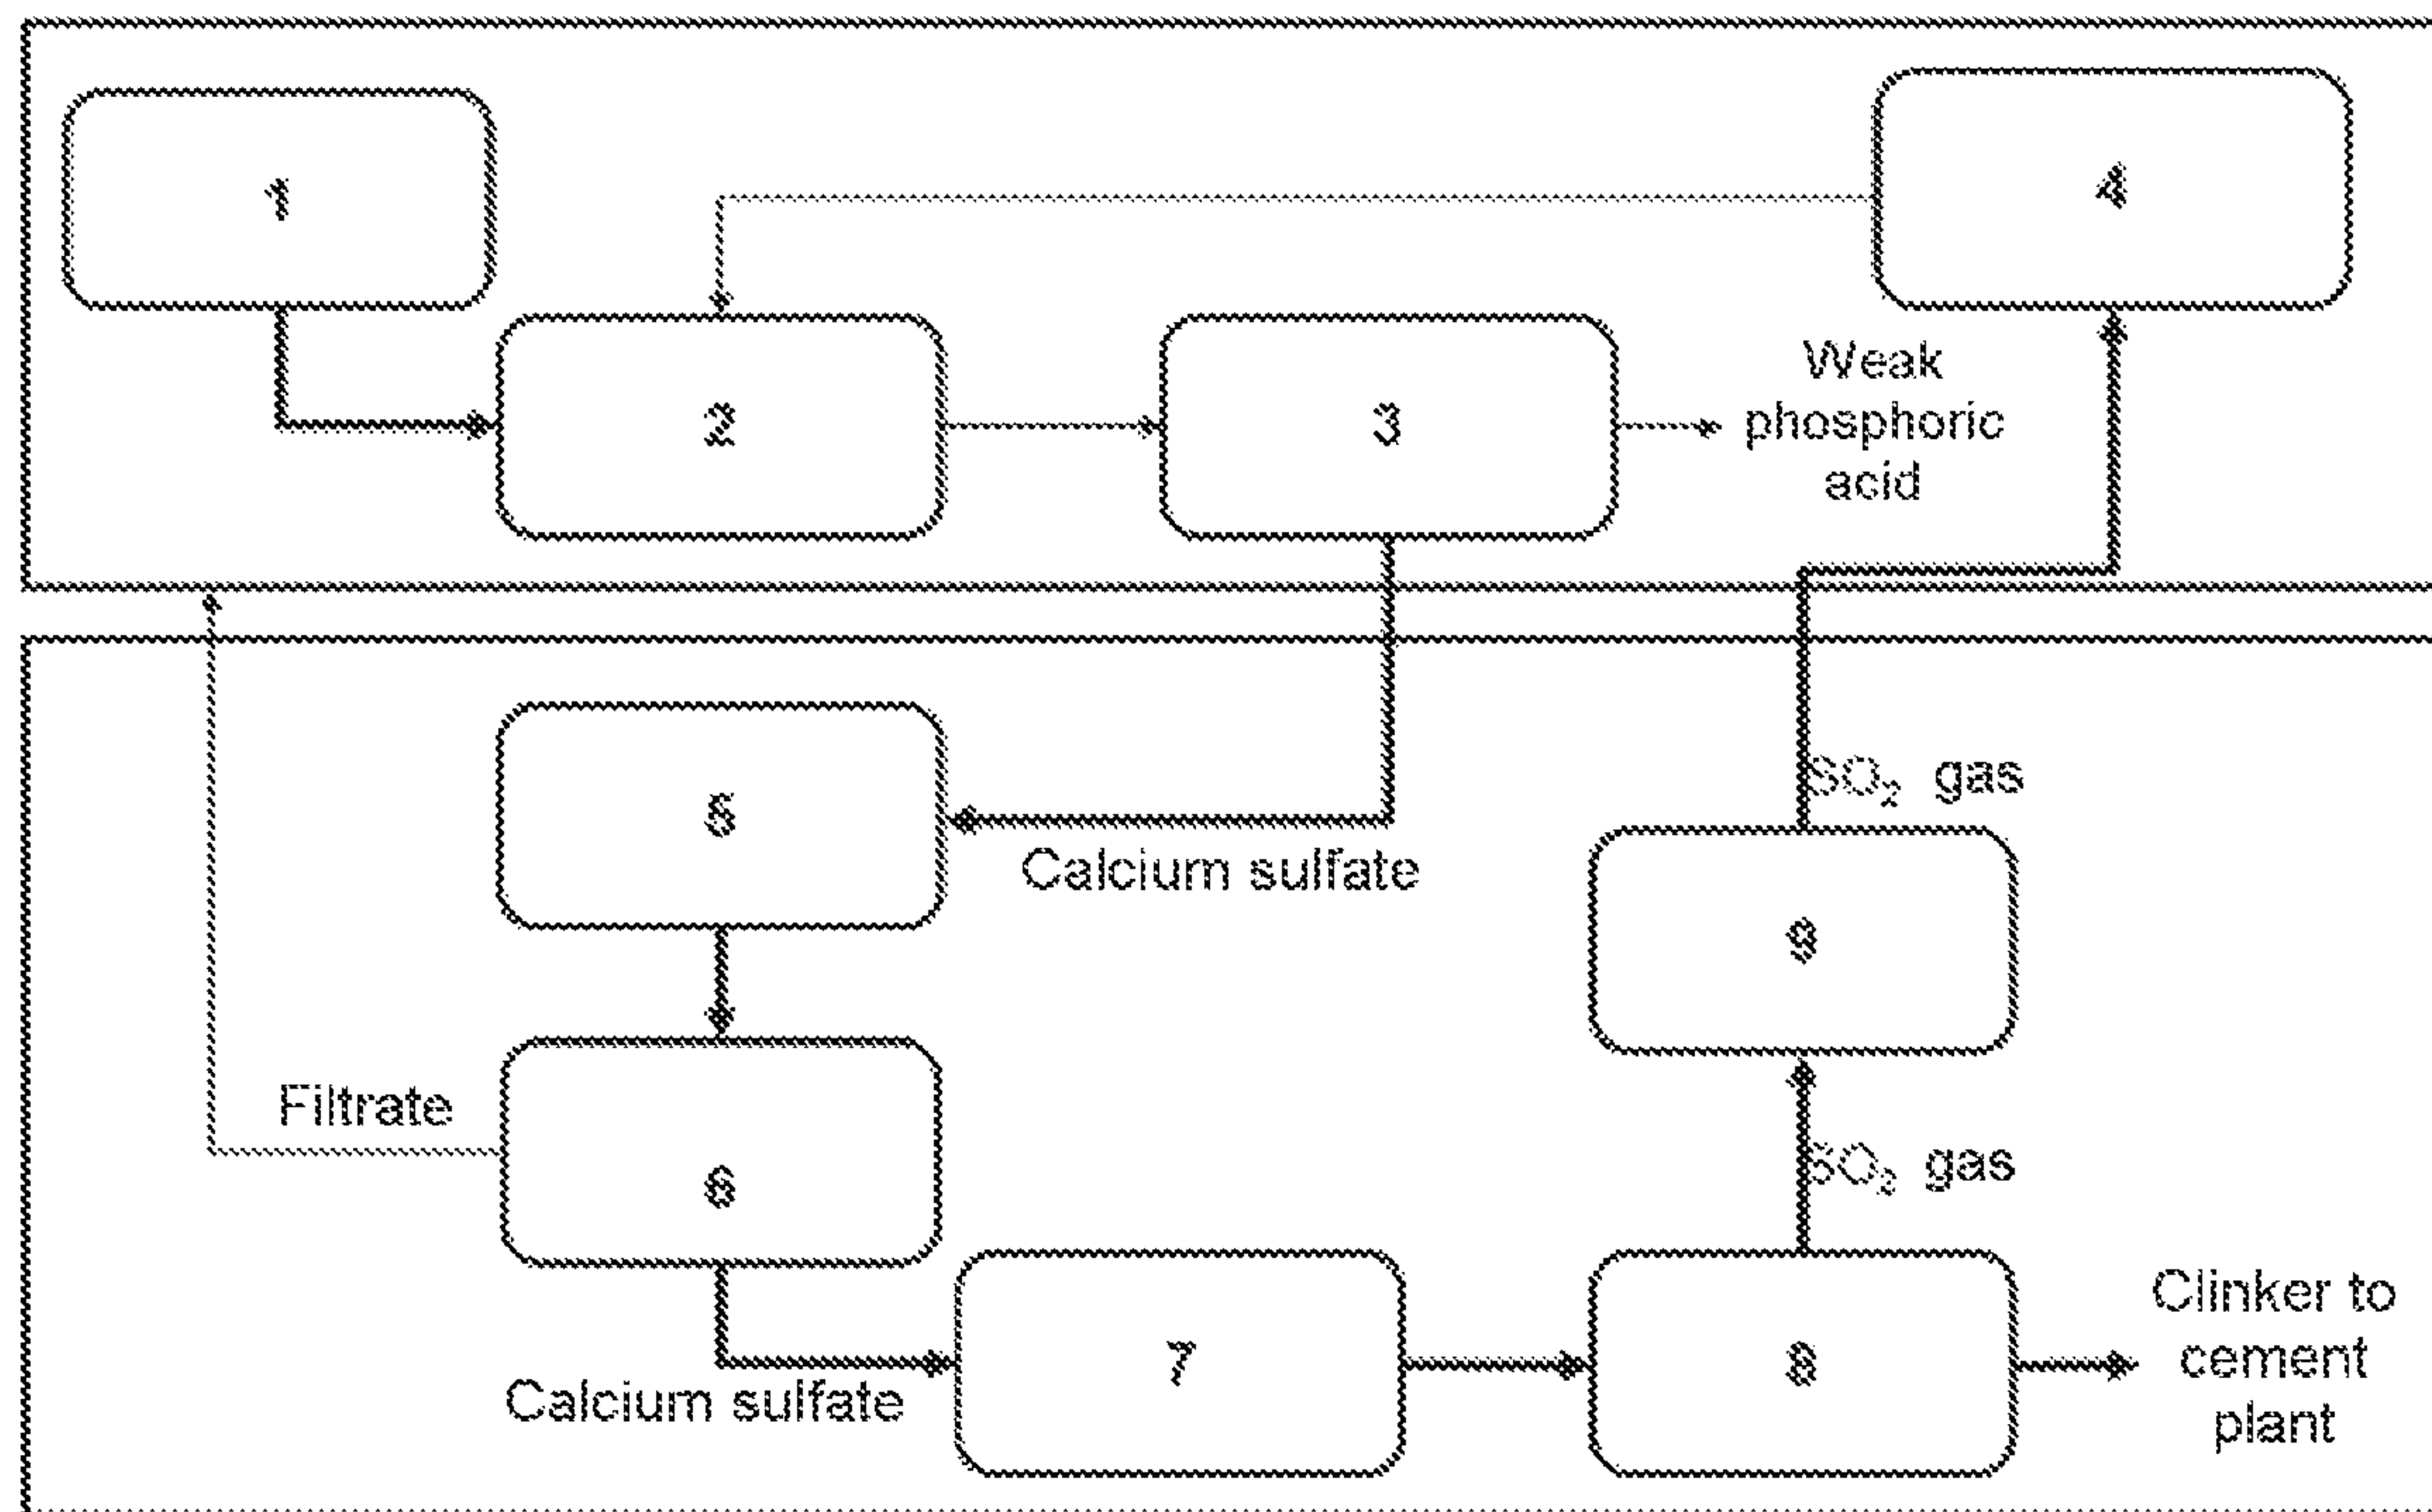 1
4
2
3
Weak
phosphoric
acid
5
Calcium sulfate
SO₂ gas
9
Filtrate
6
SO₂ gas
7
8
Calcium sulfate
Clinker to
cement
plant